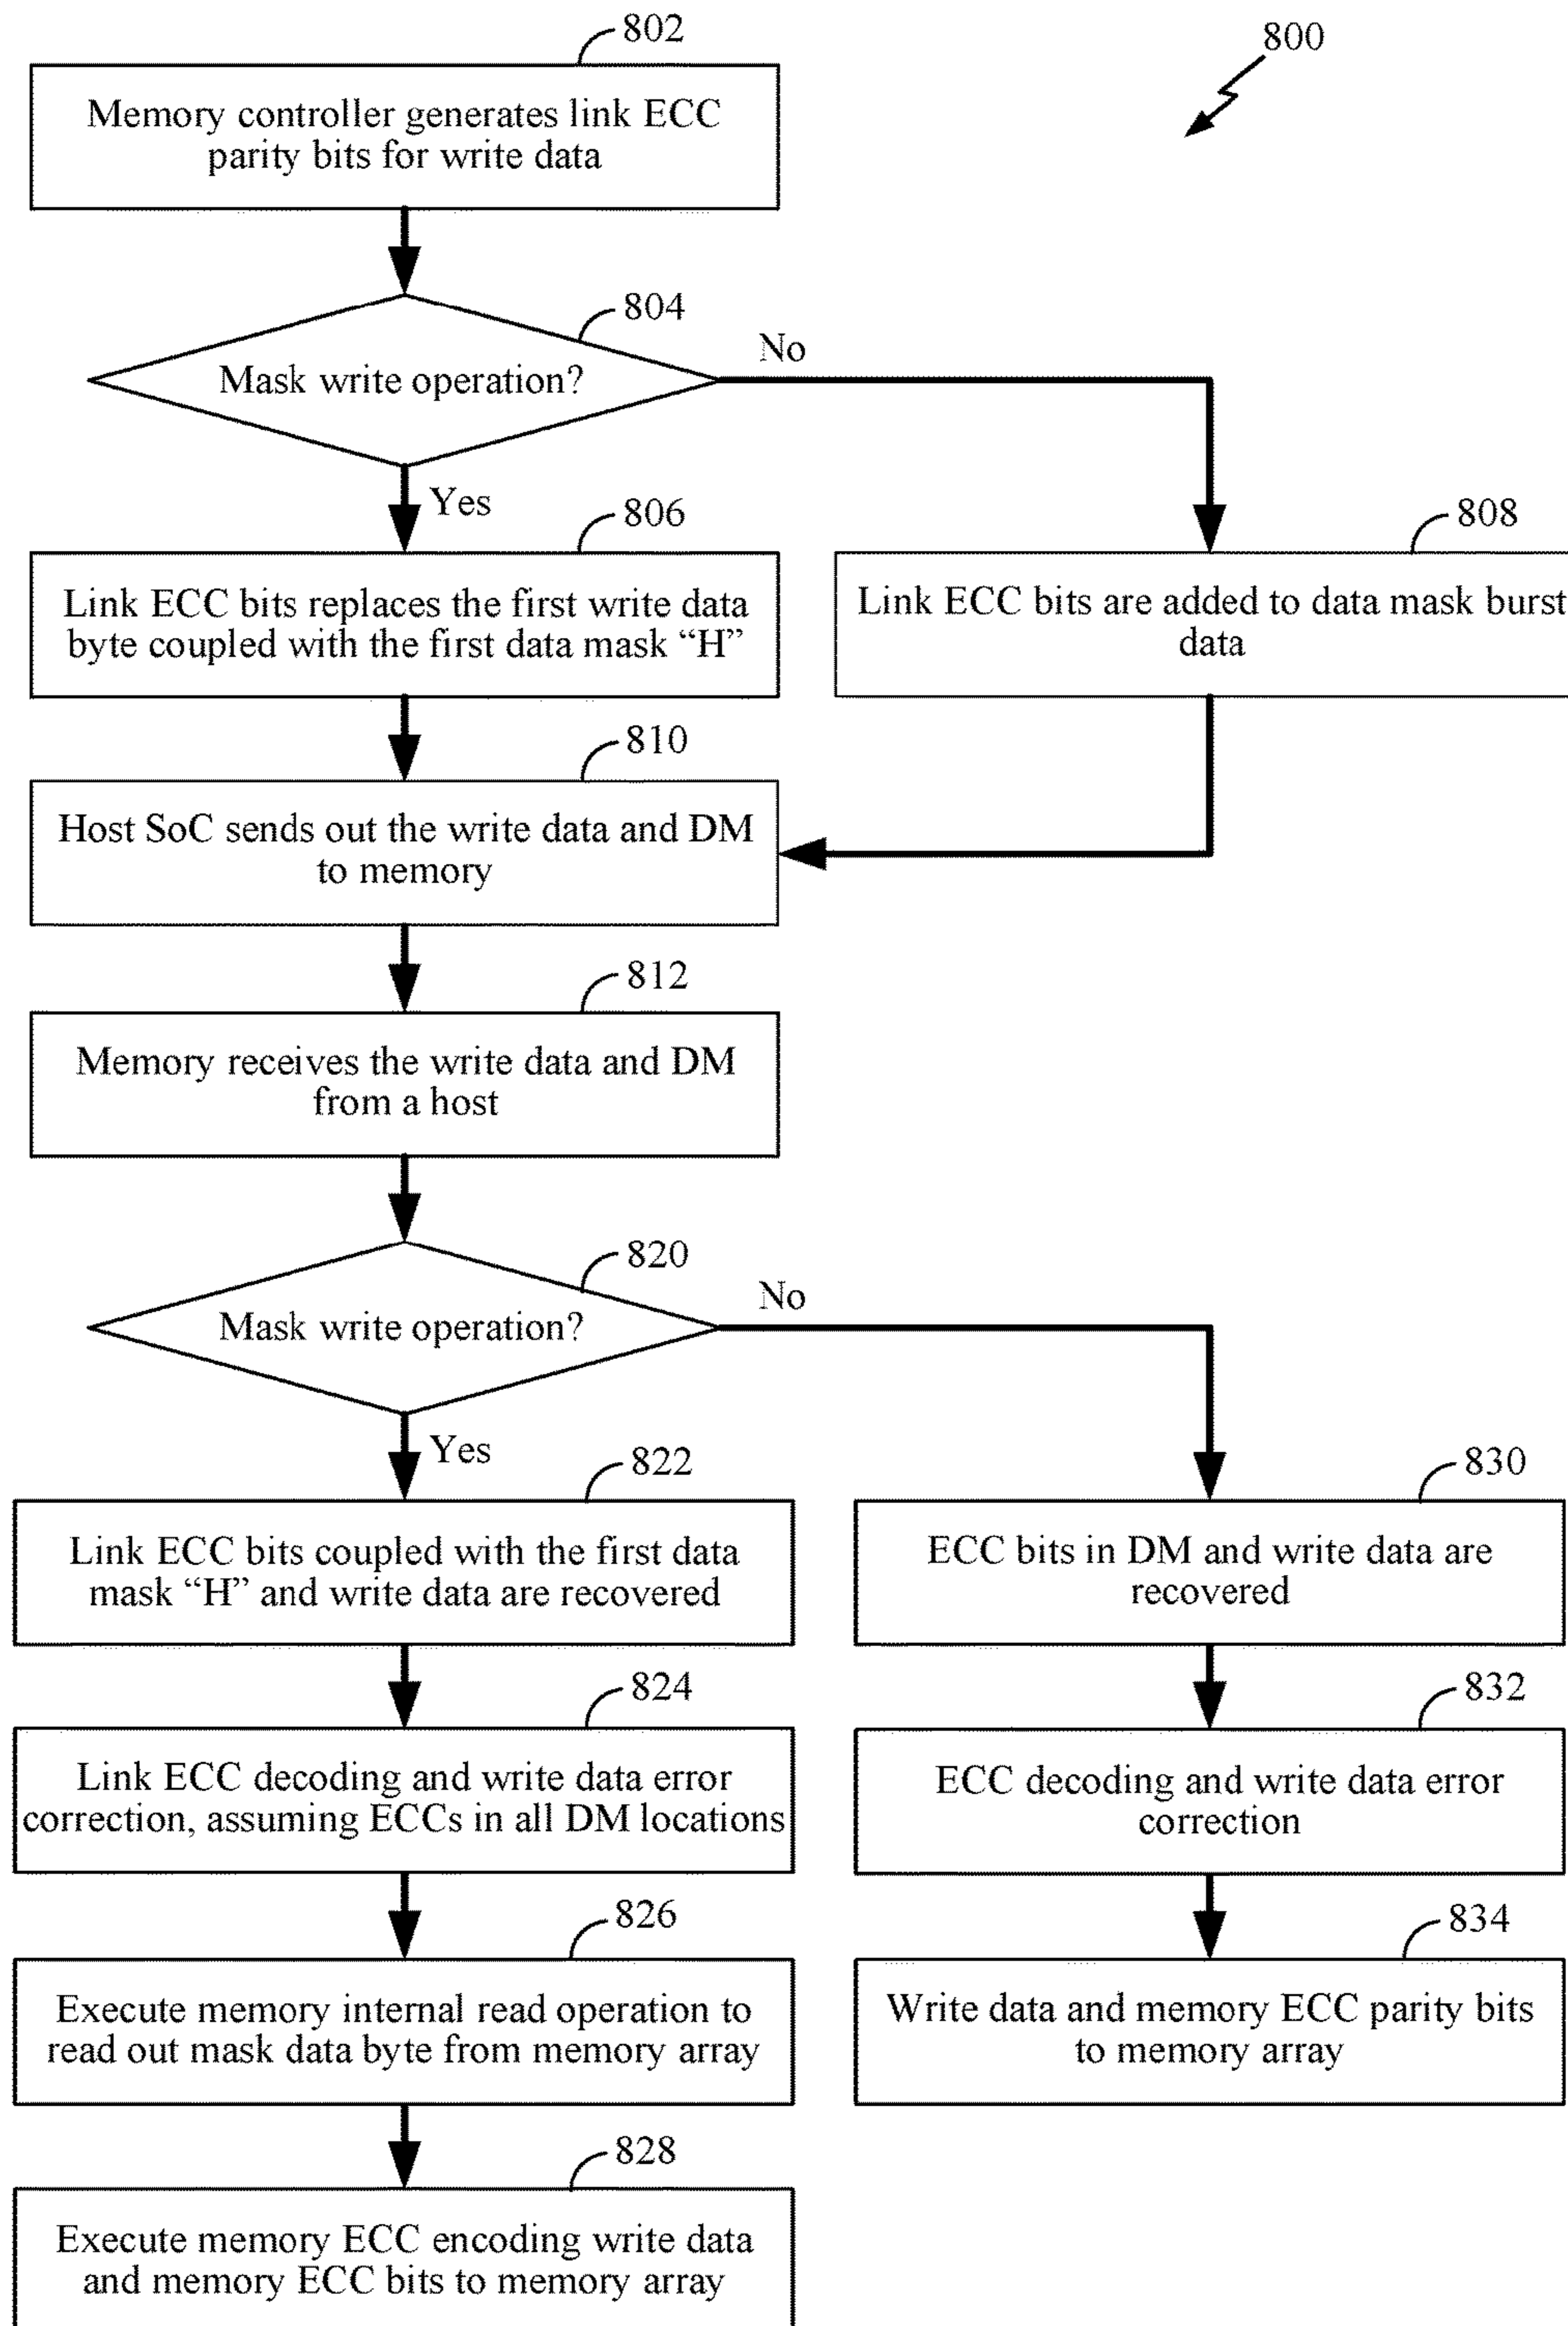 802
800
Memory controller generates link ECC
parity bits for write data
804
Mask write operation?
No
Yes
806
808
Link ECC bits replaces the first write data
byte coupled with the first data mask “H”
Link ECC bits are added to data mask burst
data
810
Host SoC sends out the write data and DM
to memory
812
Memory receives the write data and DM
from a host
820
Mask write operation?
No
Yes
822
830
Link ECC bits coupled with the first data
mask “H” and write data are recovered
ECC bits in DM and write data are
recovered
824
832
Link ECC decoding and write data error
correction, assuming ECCs in all DM locations
ECC decoding and write data error
correction
826
834
Execute memory internal read operation to
read out mask data byte from memory array
Write data and memory ECC parity bits
to memory array
828
Execute memory ECC encoding write data
and memory ECC bits to memory array